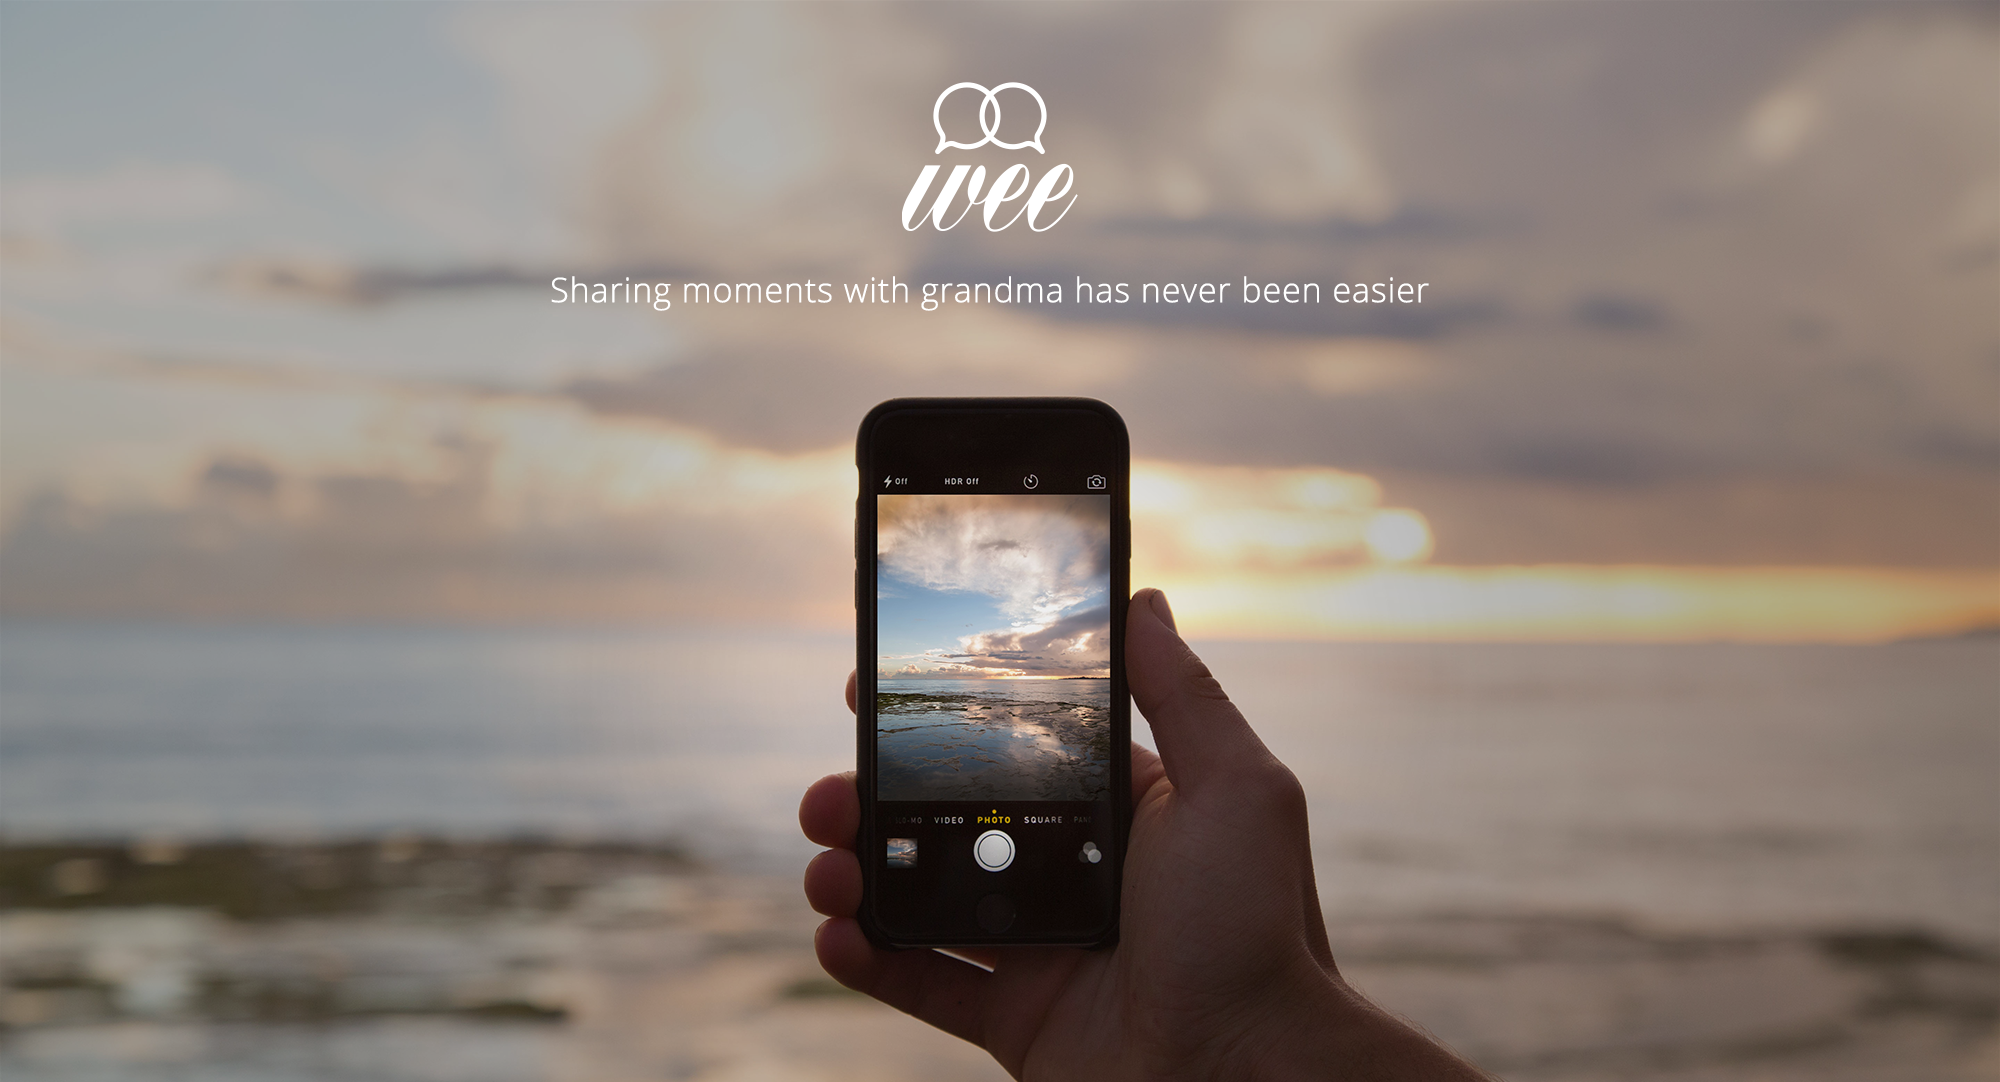 wee
Sharing moments with grandma has never been easier
Off HDR Off
VIDEO PHOTO SQUARE